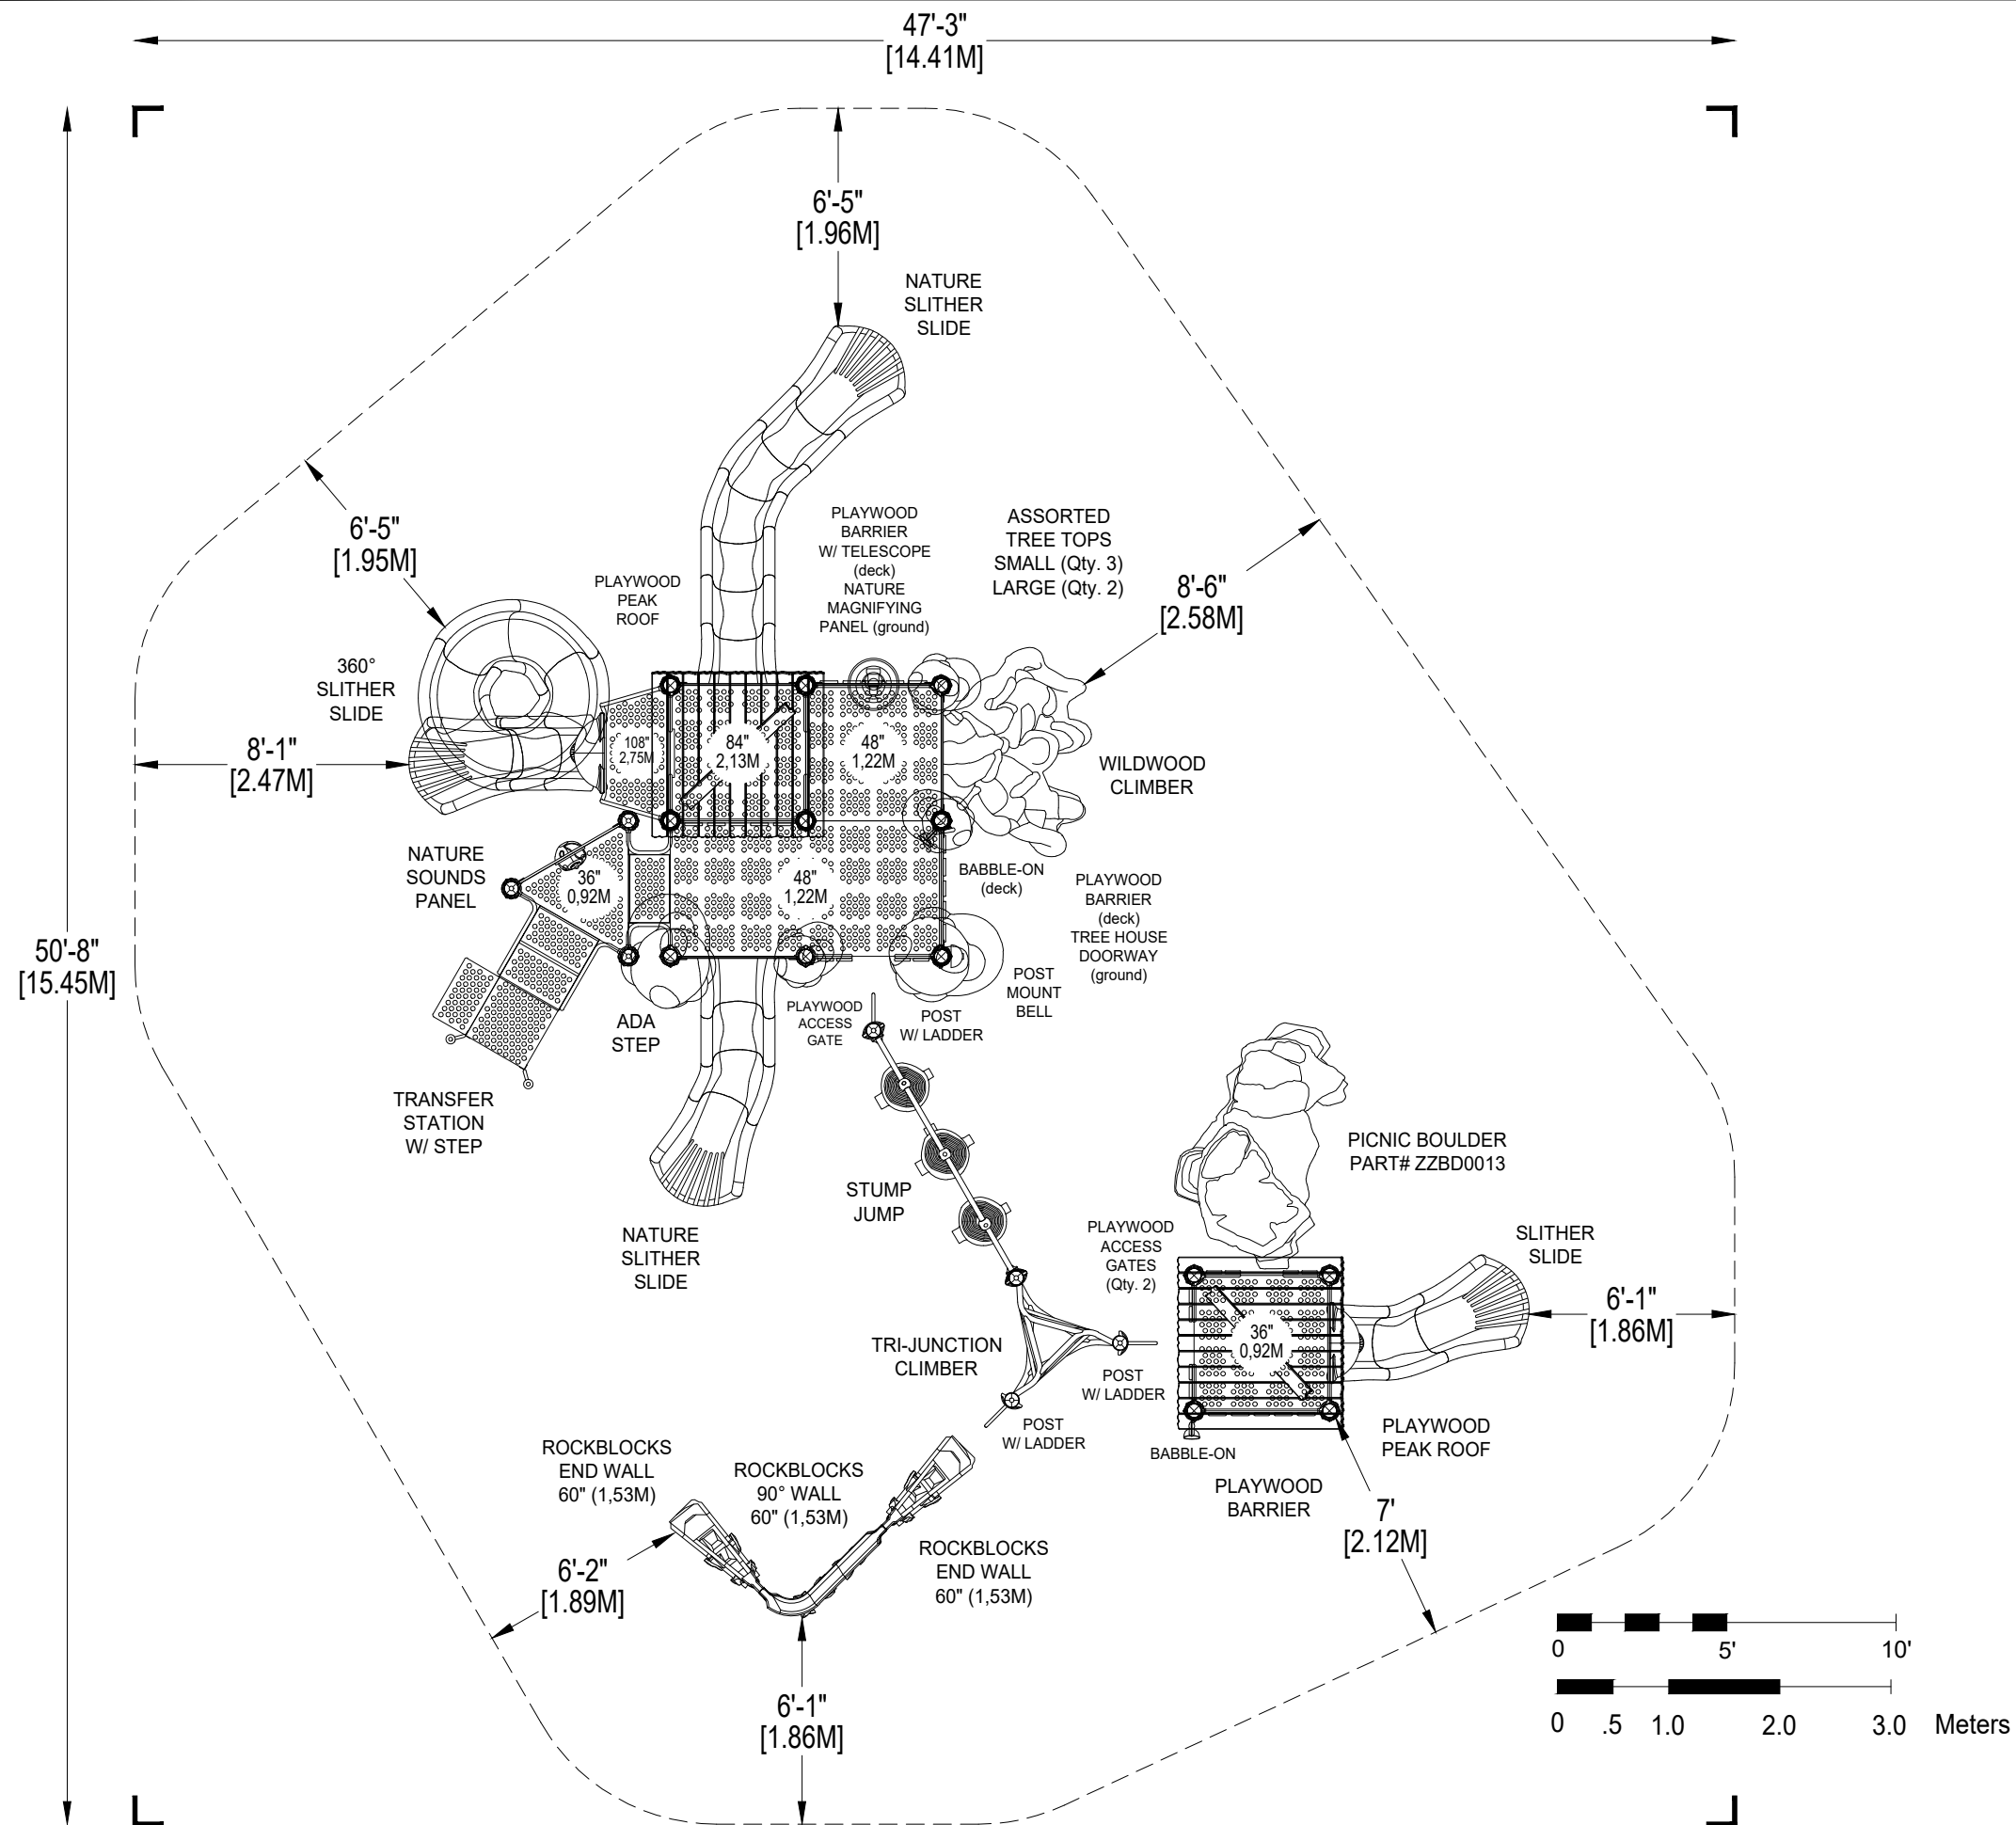 47'-3"
[14.41M]
6'-5"
[1.96M]
NATURE
SLITHER
SLIDE
6'-5"
[1.95M]
PLAYWOOD
BARRIER
W/ TELESCOPE
(deck)
NATURE
MAGNIFYING
PANEL (ground)
ASSORTED
TREE TOPS
SMALL (Qty. 3)
LARGE (Qty. 2)
8'-6"
[2.58M]
PLAYWOOD
PEAK
ROOF
360°
SLITHER
SLIDE
8'-1"
[2.47M]
108"
2,75M
84"
2,13M
48"
1,22M
WILDWOOD
CLIMBER
NATURE
SOUNDS
PANEL
36"
0,92M
48"
1,22M
BABBLE-ON
(deck)
PLAYWOOD
BARRIER
(deck)
TREE HOUSE
DOORWAY
(ground)
50'-8"
[15.45M]
POST
MOUNT
BELL
ADA
STEP
PLAYWOOD
ACCESS
GATE
POST
W/ LADDER
TRANSFER
STATION
W/ STEP
PICNIC BOULDER
PART# ZZBD0013
STUMP
JUMP
NATURE
SLITHER
SLIDE
PLAYWOOD
ACCESS
GATES
(Qty. 2)
SLITHER
SLIDE
6'-1"
[1.86M]
36"
0,92M
TRI-JUNCTION
CLIMBER
POST
W/ LADDER
POST
W/ LADDER
PLAYWOOD
PEAK ROOF
BABBLE-ON
PLAYWOOD
BARRIER
7'
[2.12M]
ROCKBLOCKS
END WALL
60" (1,53M)
ROCKBLOCKS
90° WALL
60" (1,53M)
ROCKBLOCKS
END WALL
60" (1,53M)
6'-2"
[1.89M]
6'-1"
[1.86M]
0 5' 10'
0 .5 1.0 2.0 3.0 Meters